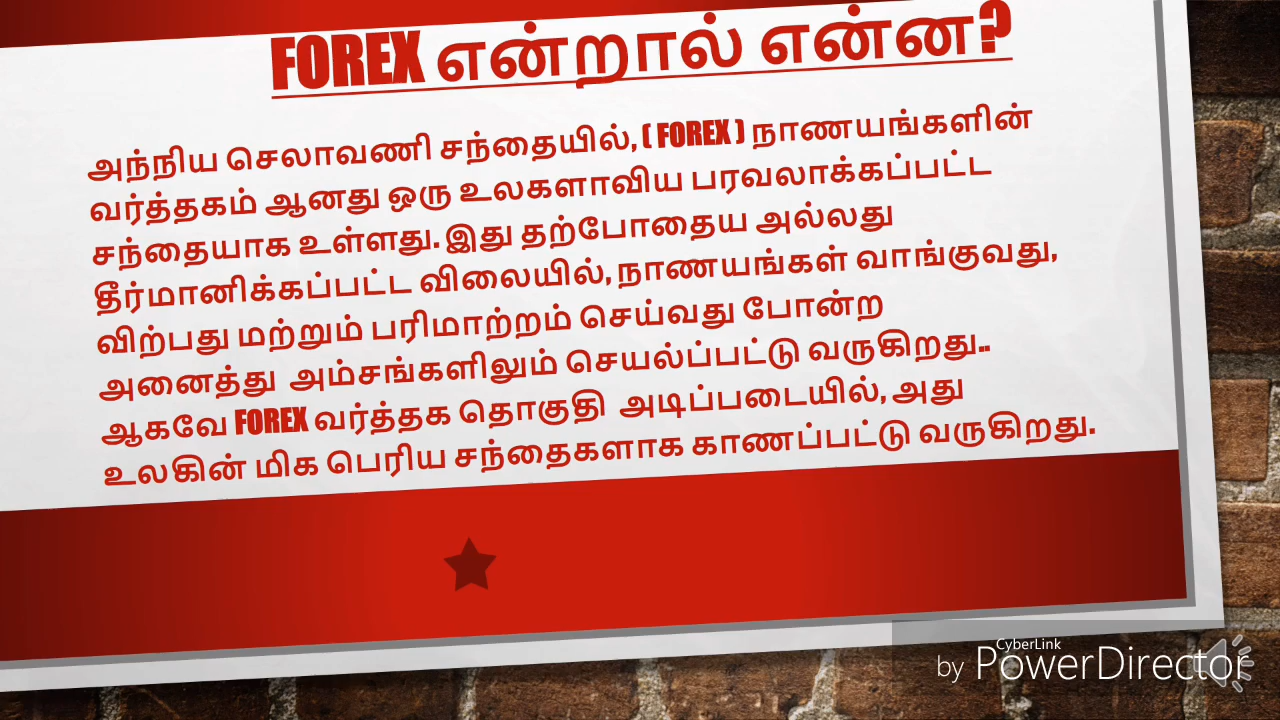 FOREX என்றால் என்ன?
அந்நிய செலாவணி சந்தையில், ( FOREX ) நாணயங்களின்
வர்த்தகம் ஆனது ஒரு உலகளாவிய பரவலாக்கப்பட்ட
சந்தையாக உள்ளது. இது தற்போதைய அல்லது
தீர்மானிக்கப்பட்ட விலையில், நாணயங்கள் வாங்குவது,
விற்பது மற்றும் பரிமாற்றம் செய்வது போன்ற
அனைத்து அம்சங்களிலும் செயல்ப்பட்டு வருகிறது..
ஆகவே FOREX வர்த்தக தொகுதி அடிப்படையில், அது
உலகின் மிக பெரிய சந்தைகளாக காணப்பட்டு வருகிறது.
CyberLink
by PowerDirector